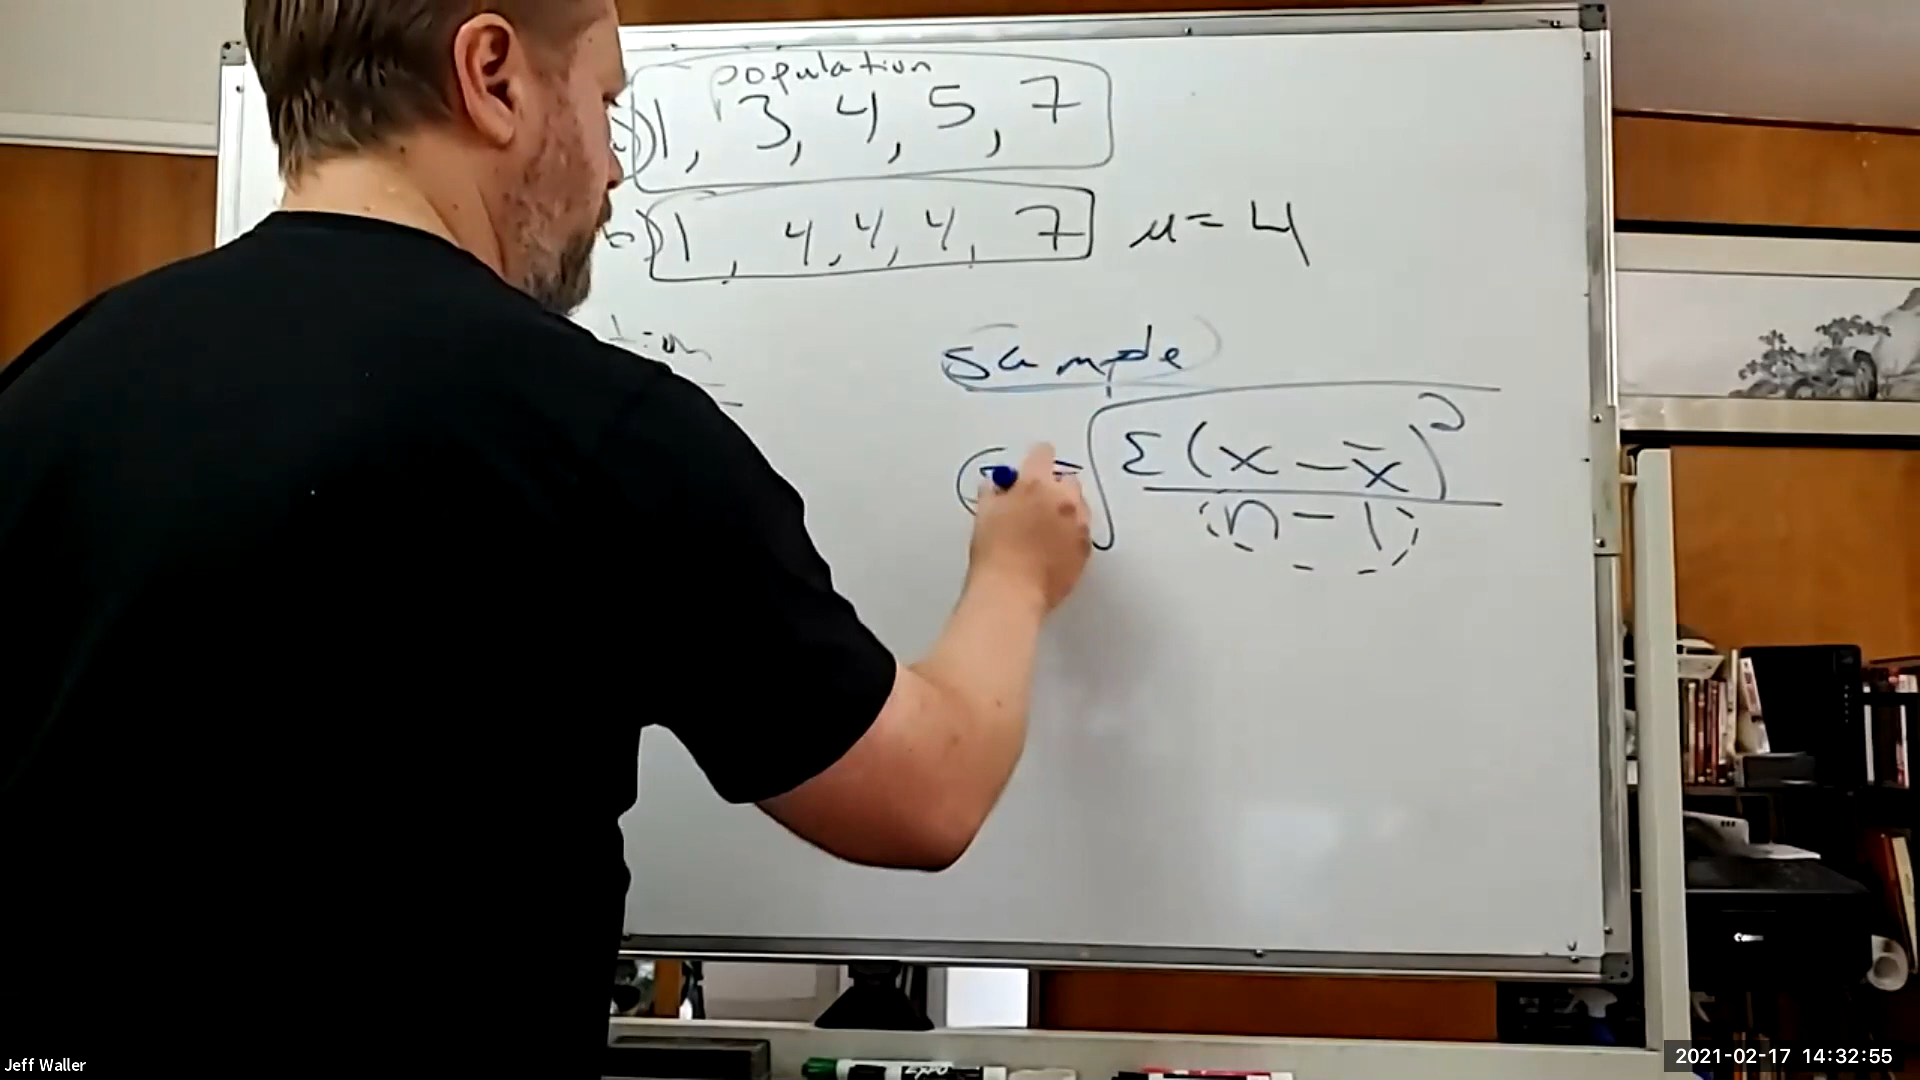 population
1, 3, 4, 5, 7
1, 4, 4, 4, 7 μ = 4
sample
√ Σ(x - x̄)²
n - 1
EXPO
Jeff Waller
2021-02-17 14:32:55